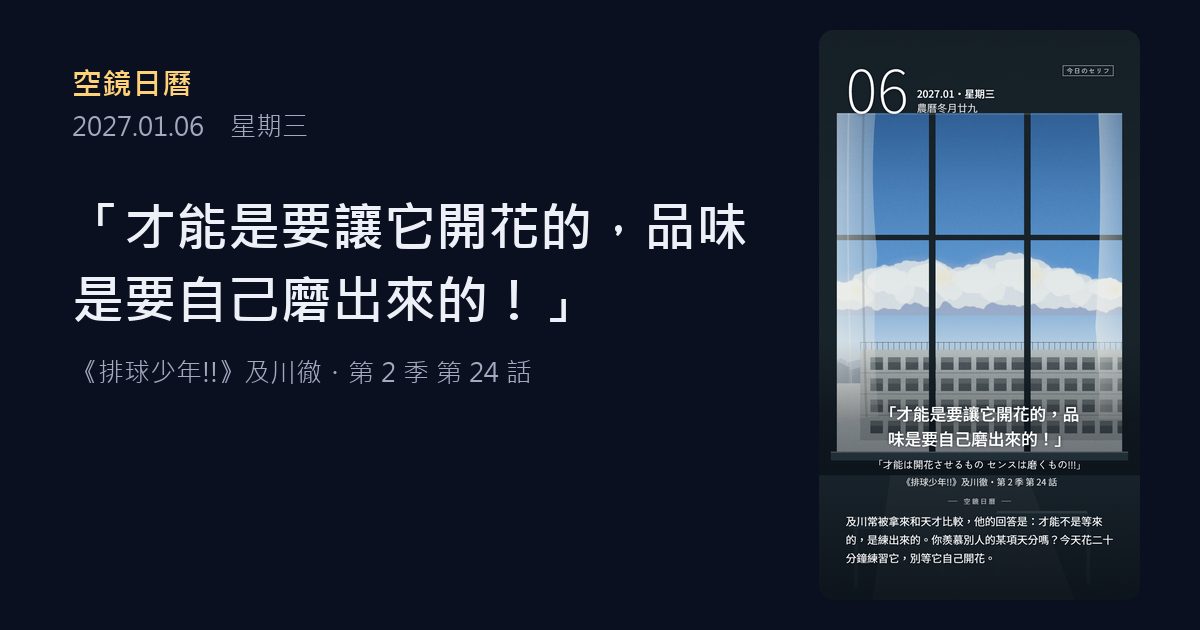 空鏡日曆
2027.01.06 星期三
「才能是要讓它開花的，品味
是要自己磨出來的！」
《排球少年!!》及川徹・第 2 季 第 24 話
今日のセリフ
06
2027.01・星期三
農曆冬月廿九
「才能是要讓它開花的，品
味是要自己磨出來的！」
「才能は開花させるもの センスは磨くもの!!!」
《排球少年!!》及川徹・第 2 季 第 24 話
— 空鏡日曆 —
及川常被拿來和天才比較，他的回答是：才能不是等來
的，是練出來的。你羨慕別人的某項天分嗎？今天花二十
分鐘練習它，別等它自己開花。